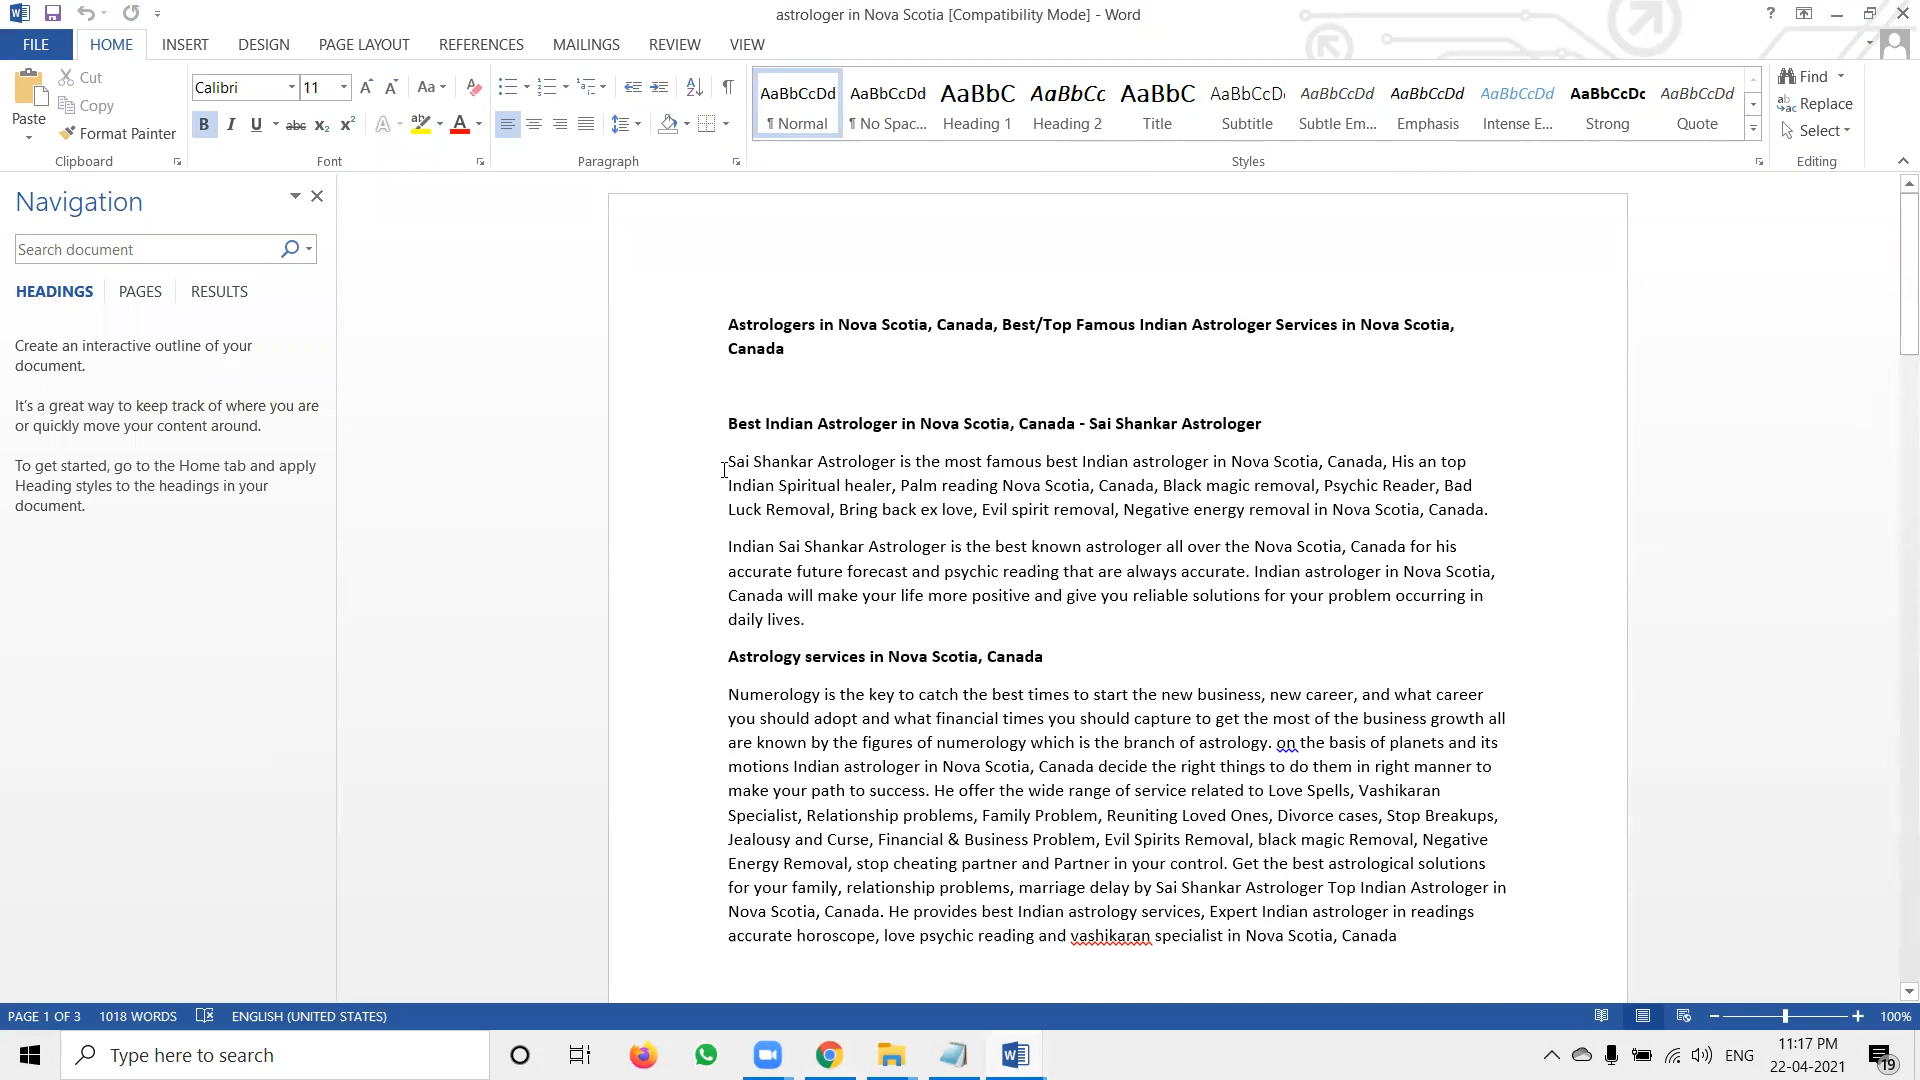 astrologer in Nova Scotia [Compatibility Mode] - Word
?
FILE HOME INSERT DESIGN PAGE LAYOUT REFERENCES MAILINGS REVIEW VIEW
Cut
Copy
Format Painter
Paste
Clipboard
Calibri 11 Aa
B I U abc x₂ x² A A
Font
Paragraph
AaBbCcDd AaBbCcDd AaBbC AaBbCc AaBbC AaBbCcD AaBbCcDd AaBbCcDd AaBbCcDd AaBbCcDc AaBbCcDd
¶ Normal ¶ No Spac... Heading 1 Heading 2 Title Subtitle Subtle Em... Emphasis Intense E... Strong Quote
Styles
Find
Replace
Select
Editing
Navigation
Search document
HEADINGS PAGES RESULTS
Create an interactive outline of your
document.
It's a great way to keep track of where you are
or quickly move your content around.
To get started, go to the Home tab and apply
Heading styles to the headings in your
document.
Astrologers in Nova Scotia, Canada, Best/Top Famous Indian Astrologer Services in Nova Scotia,
Canada
Best Indian Astrologer in Nova Scotia, Canada - Sai Shankar Astrologer
Sai Shankar Astrologer is the most famous best Indian astrologer in Nova Scotia, Canada, His an top
Indian Spiritual healer, Palm reading Nova Scotia, Canada, Black magic removal, Psychic Reader, Bad
Luck Removal, Bring back ex love, Evil spirit removal, Negative energy removal in Nova Scotia, Canada.
Indian Sai Shankar Astrologer is the best known astrologer all over the Nova Scotia, Canada for his
accurate future forecast and psychic reading that are always accurate. Indian astrologer in Nova Scotia,
Canada will make your life more positive and give you reliable solutions for your problem occurring in
daily lives.
Astrology services in Nova Scotia, Canada
Numerology is the key to catch the best times to start the new business, new career, and what career
you should adopt and what financial times you should capture to get the most of the business growth all
are known by the figures of numerology which is the branch of astrology. on the basis of planets and its
motions Indian astrologer in Nova Scotia, Canada decide the right things to do them in right manner to
make your path to success. He offer the wide range of service related to Love Spells, Vashikaran
Specialist, Relationship problems, Family Problem, Reuniting Loved Ones, Divorce cases, Stop Breakups,
Jealousy and Curse, Financial & Business Problem, Evil Spirits Removal, black magic Removal, Negative
Energy Removal, stop cheating partner and Partner in your control. Get the best astrological solutions
for your family, relationship problems, marriage delay by Sai Shankar Astrologer Top Indian Astrologer in
Nova Scotia, Canada. He provides best Indian astrology services, Expert Indian astrologer in readings
accurate horoscope, love psychic reading and vashikaran specialist in Nova Scotia, Canada
PAGE 1 OF 3 1018 WORDS ENGLISH (UNITED STATES) 100%
Type here to search
ENG
11:17 PM
22-04-2021
19